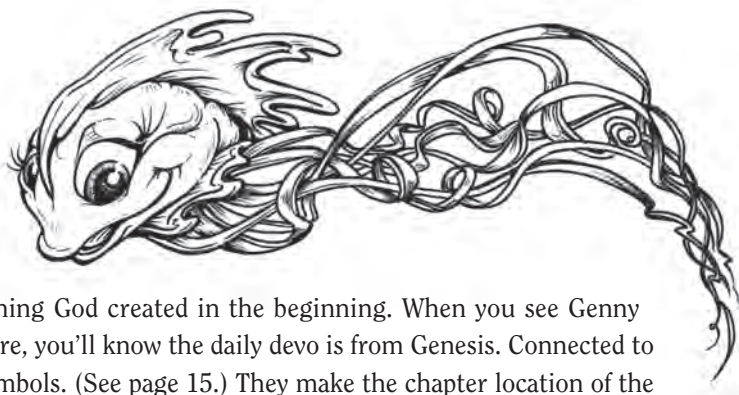 ning God created in the beginning. When you see Genny
re, you'll know the daily devo is from Genesis. Connected to
mbols. (See page 15.) They make the chapter location of the